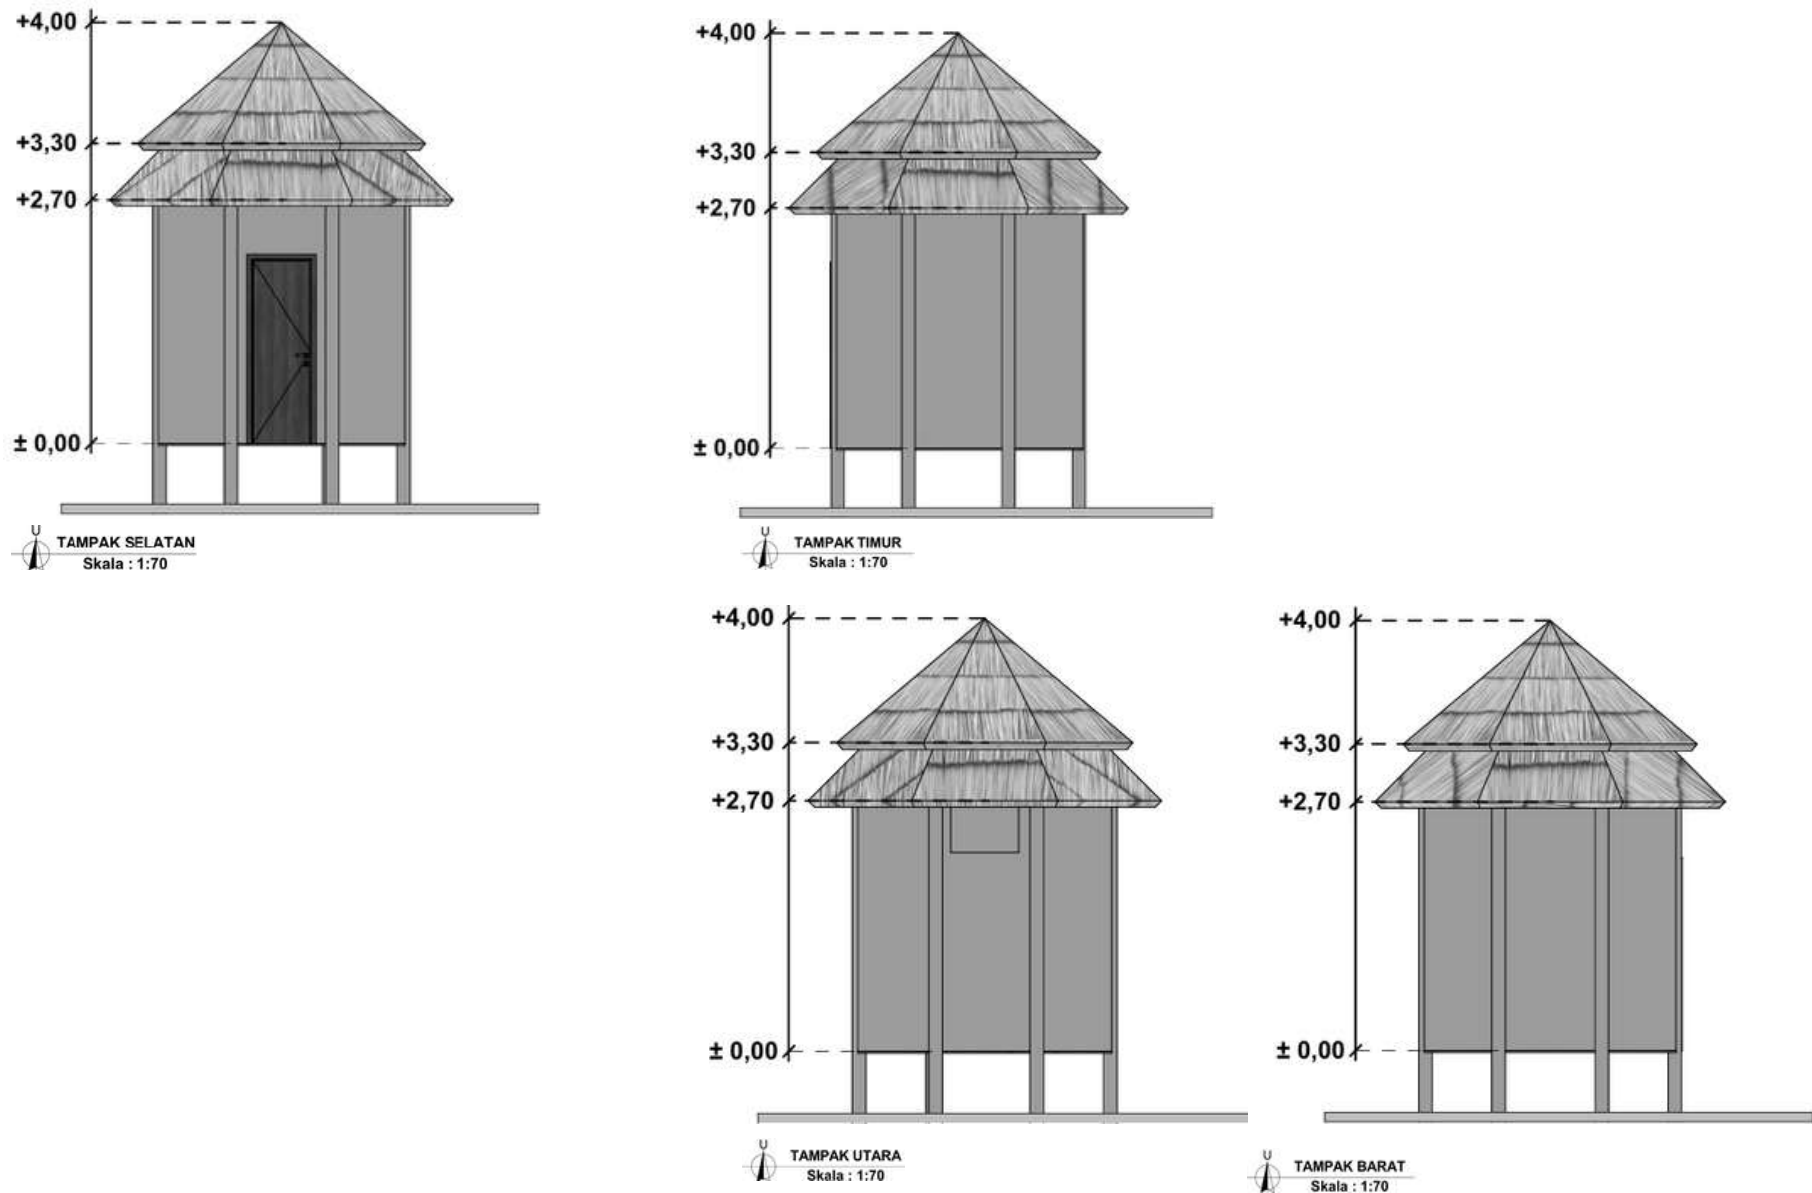 +4,00
+3,30
+2,70
± 0,00
U
TAMPAK SELATAN
Skala : 1:70
+4,00
+3,30
+2,70
± 0,00
U
TAMPAK TIMUR
Skala : 1:70
+4,00
+3,30
+2,70
± 0,00
U
TAMPAK UTARA
Skala : 1:70
+4,00
+3,30
+2,70
± 0,00
U
TAMPAK BARAT
Skala : 1:70